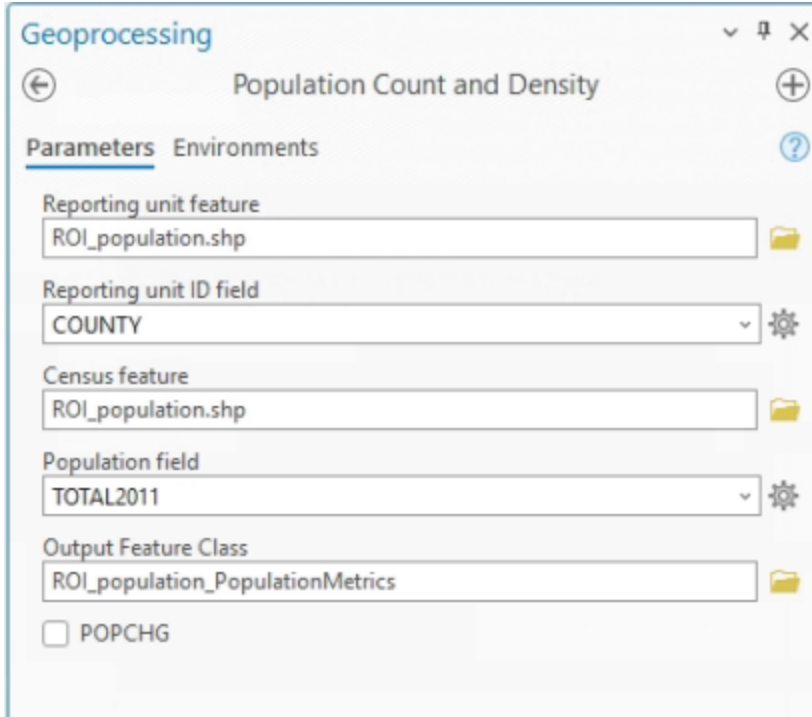 Geoprocessing
Population Count and Density
Parameters Environments
Reporting unit feature
ROI_population.shp
Reporting unit ID field
COUNTY
Census feature
ROI_population.shp
Population field
TOTAL2011
Output Feature Class
ROI_population_PopulationMetrics
POPCHG